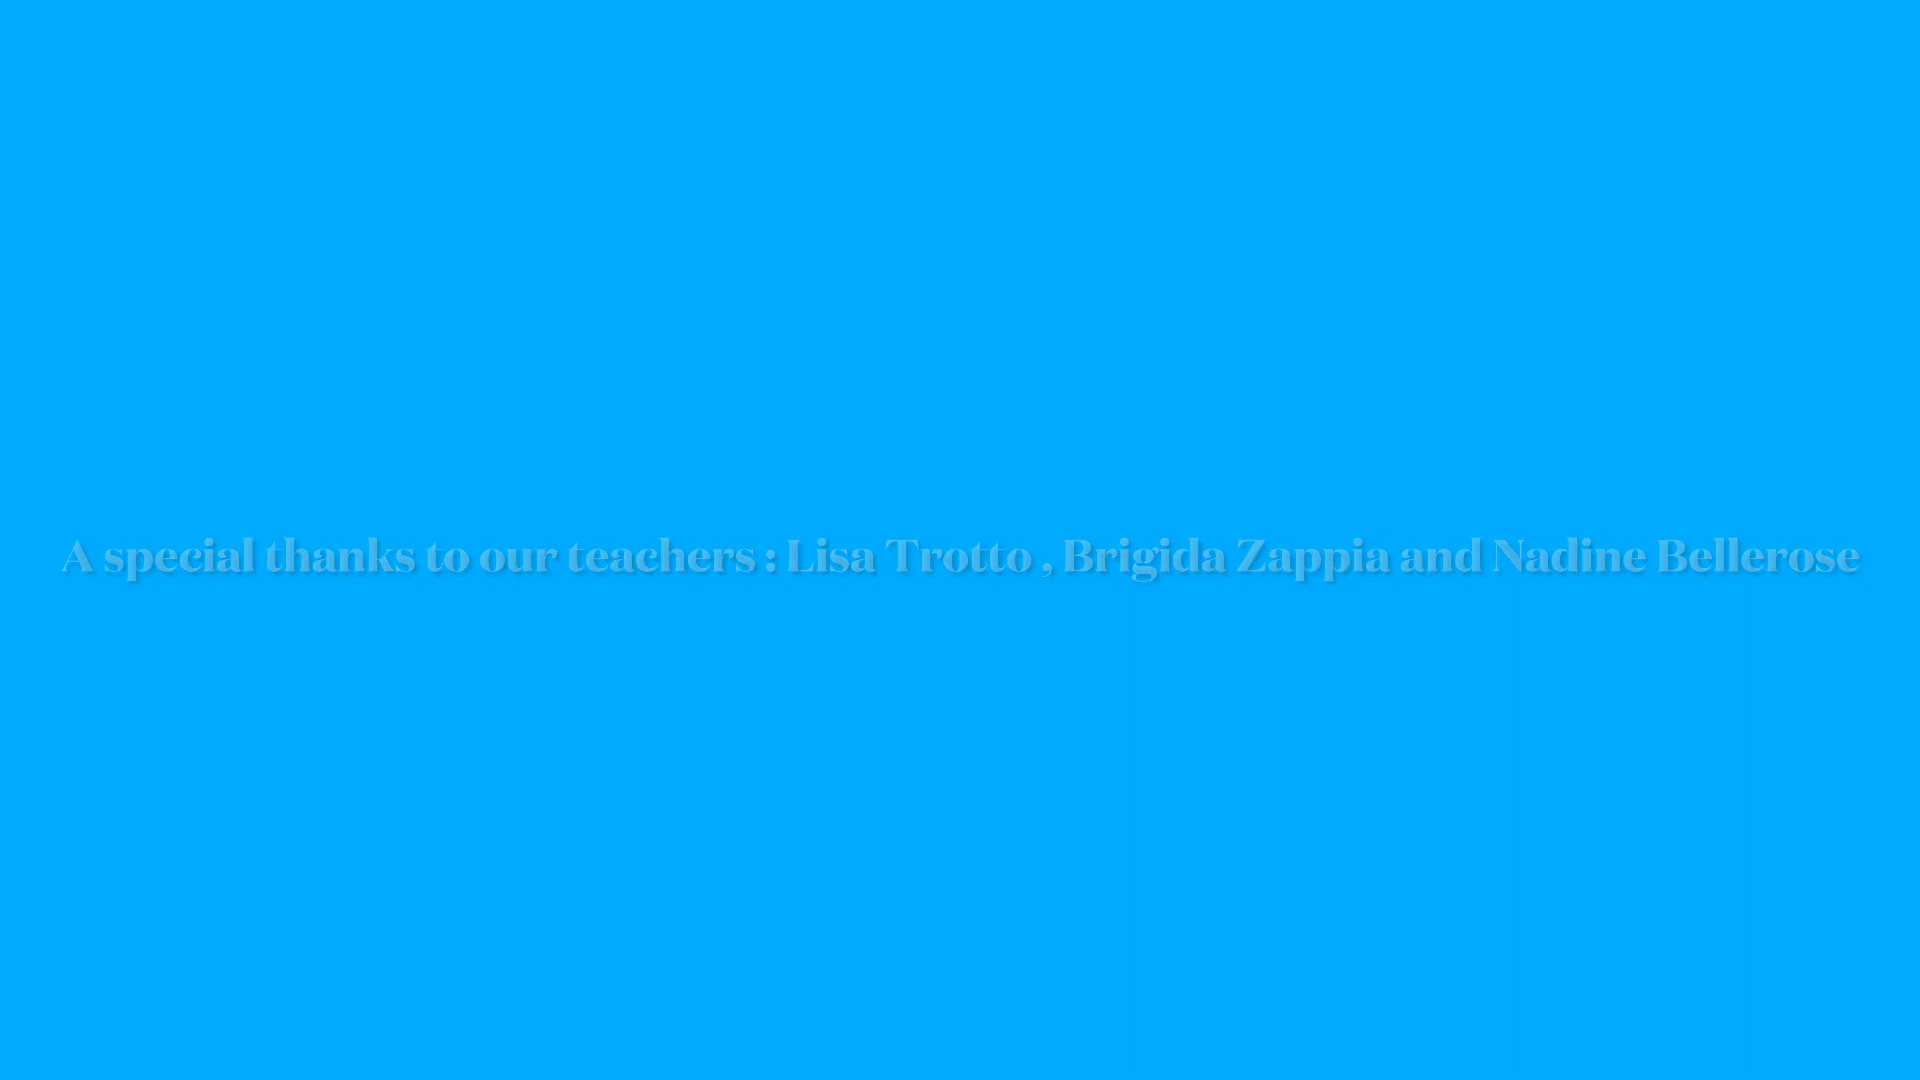 A special thanks to our teachers : Lisa Trotto , Brigida Zappia and Nadine Bellerose